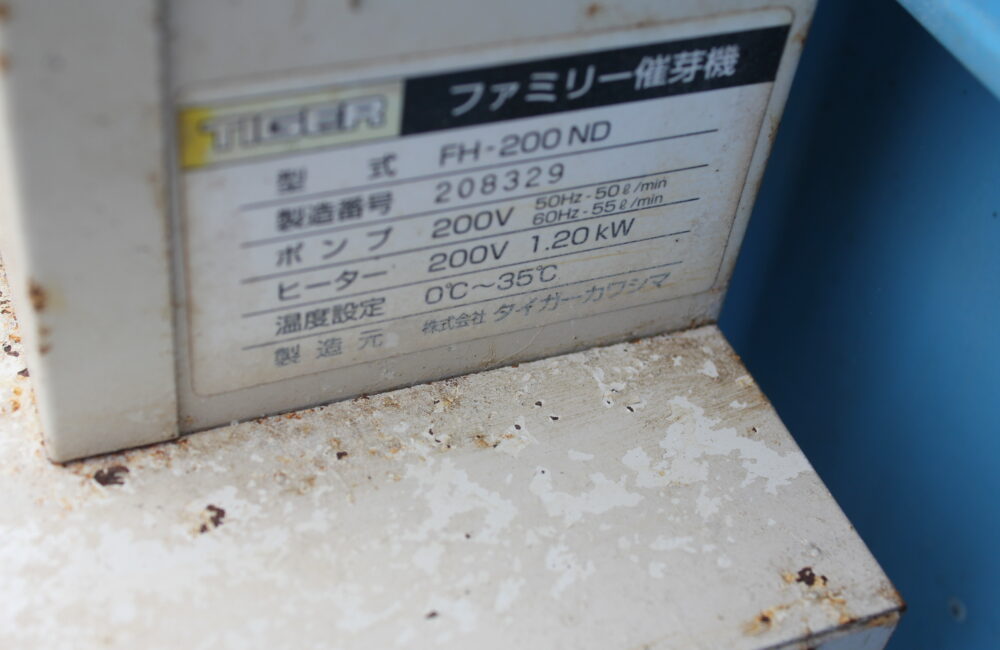 TIGER ファミリー催芽機
型式 FH-200ND
製造番号 208329
ポンプ 200V 50Hz-50ℓ/min
60Hz-55ℓ/min
ヒーター 200V 1.20kW
温度設定 0℃～35℃
製造元 株式会社 タイガーカワシマ